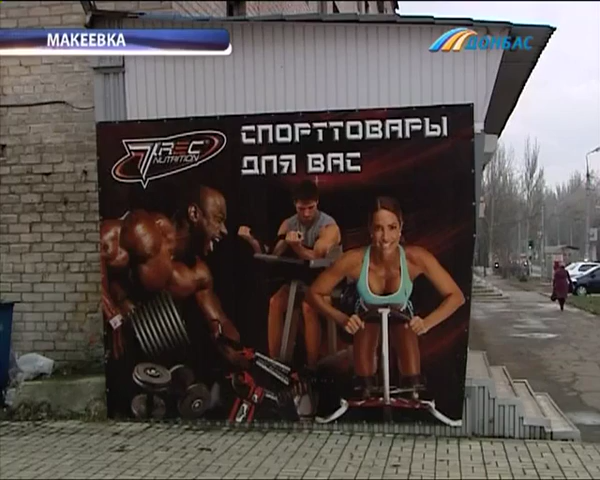 МАКЕЕВКА
ДОНБАС
TREC
NUTRITION
СПОРТТОВАРЫ
ДЛЯ ВАС